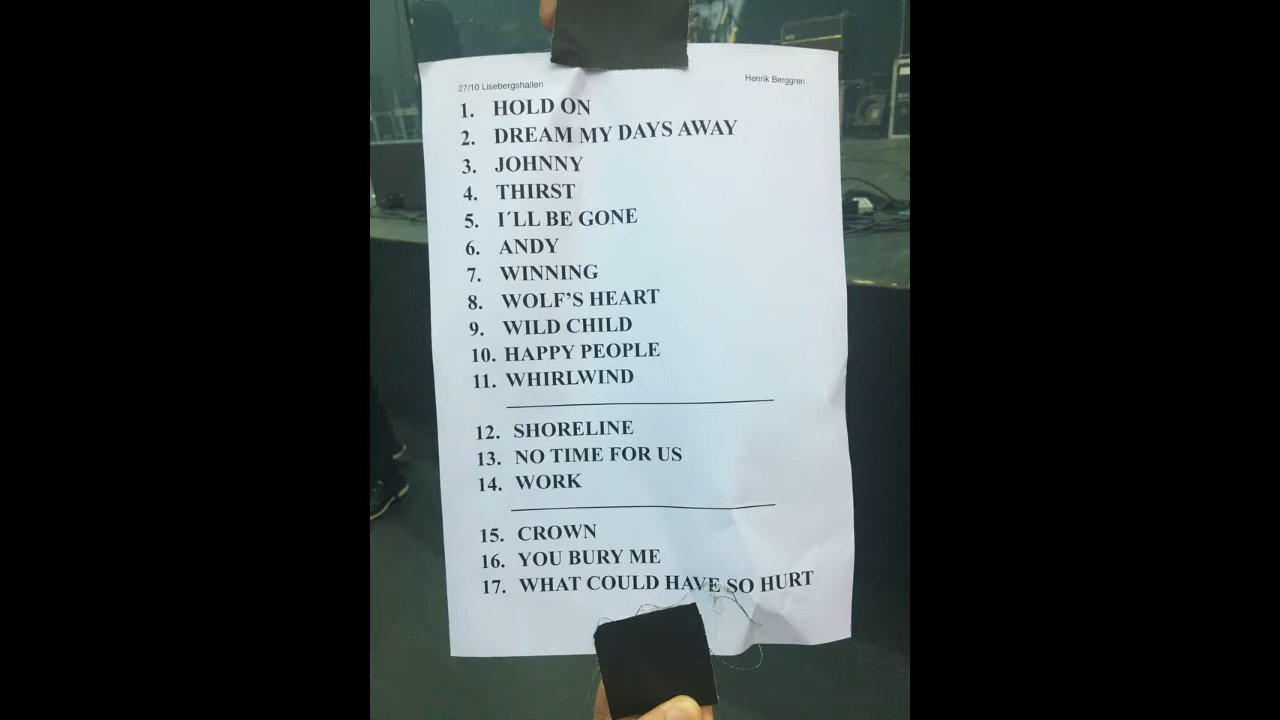 27/10 Lisebergshallen Henrik Berggren
1. HOLD ON
2. DREAM MY DAYS AWAY
3. JOHNNY
4. THIRST
5. I´LL BE GONE
6. ANDY
7. WINNING
8. WOLF’S HEART
9. WILD CHILD
10. HAPPY PEOPLE
11. WHIRLWIND
12. SHORELINE
13. NO TIME FOR US
14. WORK
15. CROWN
16. YOU BURY ME
17. WHAT COULD HAVE SO HURT